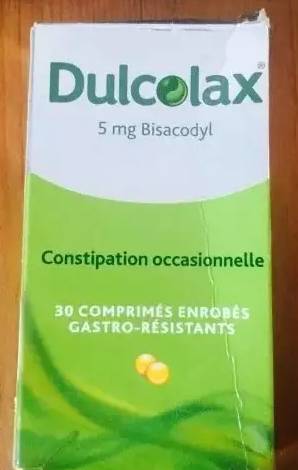 Dulcolax®
5 mg Bisacodyl
Constipation occasionnelle
30 COMPRIMÉS ENROBÉS
GASTRO-RÉSISTANTS